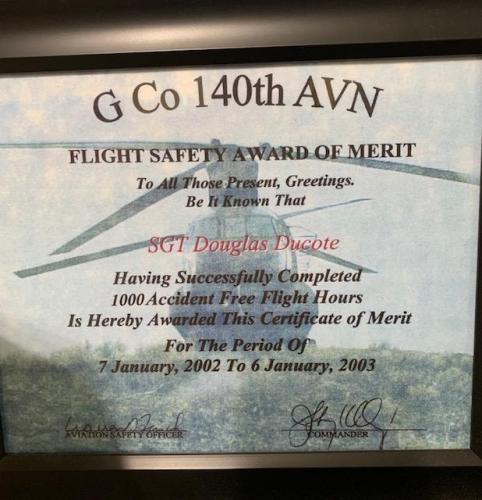 G Co 140th AVN
FLIGHT SAFETY AWARD OF MERIT
To All Those Present, Greetings.
Be It Known That
SGT Douglas Ducote
Having Successfully Completed
1000 Accident Free Flight Hours
Is Hereby Awarded This Certificate of Merit
For The Period Of
7 January, 2002 To 6 January, 2003
AVIATION SAFETY OFFICER
COMMANDER